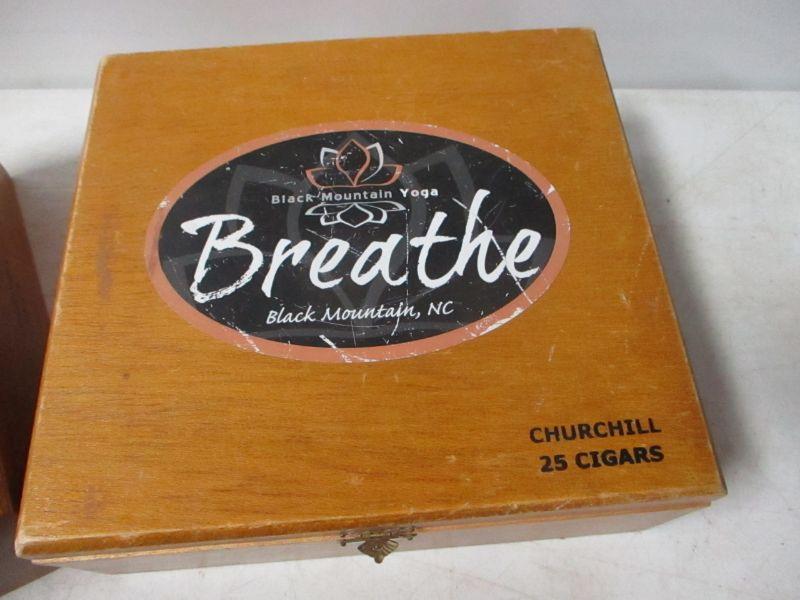 Black Mountain Yoga
Breathe
Black Mountain, NC
CHURCHILL
25 CIGARS